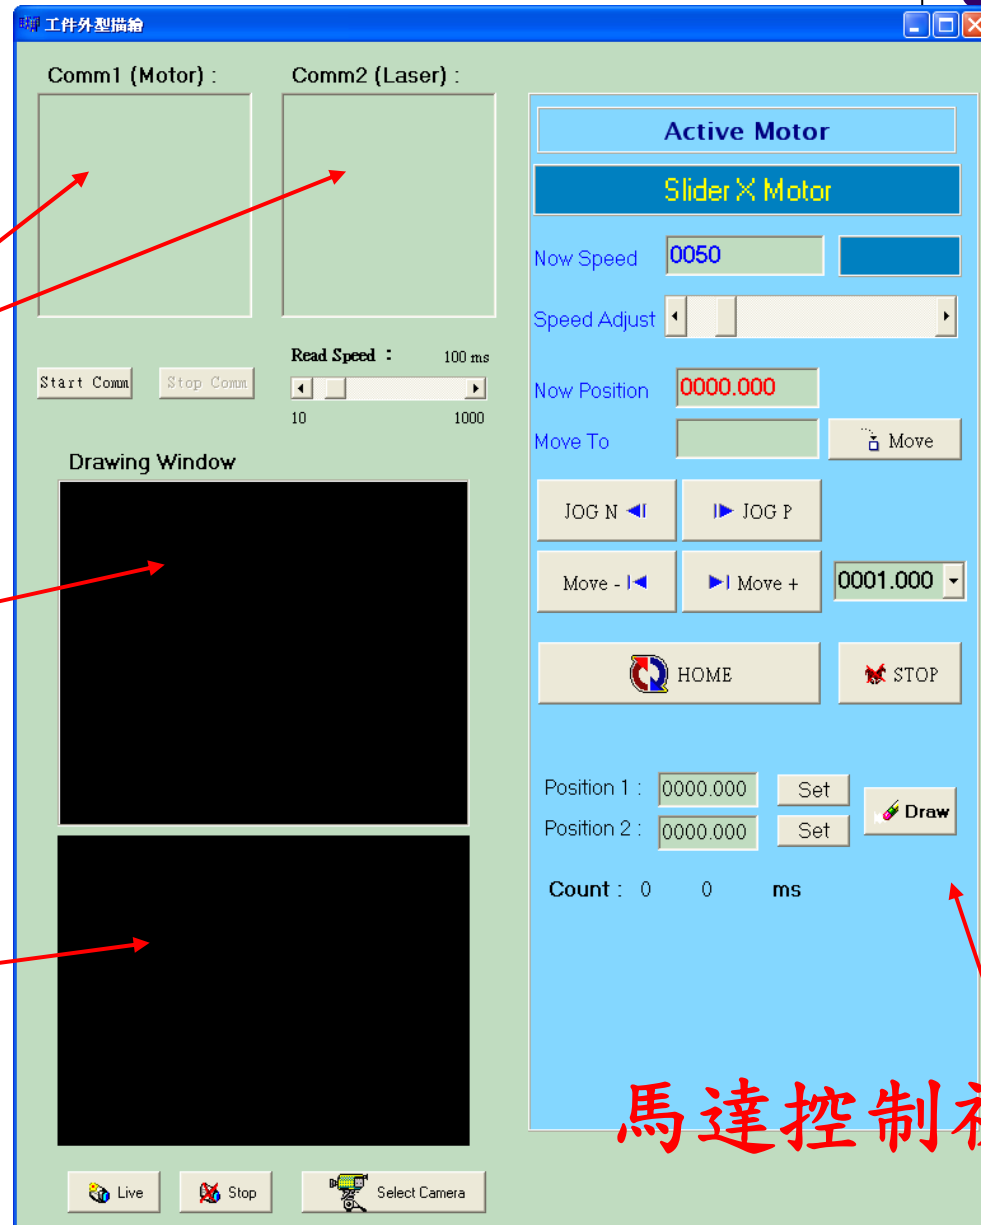 工件外型描繪
Comm1 (Motor) :
Comm2 (Laser) :
Start Comm
Stop Comm
Read Speed : 100 ms
10 1000
Drawing Window
Live
Stop
Select Camera
Active Motor
Slider X Motor
Now Speed 0050
Speed Adjust
Now Position 0000.000
Move To
Move
JOG N
JOG P
Move -
Move +
0001.000
HOME
STOP
Position 1 : 0000.000 Set
Position 2 : 0000.000 Set
Draw
Count : 0 0 ms
馬達控制